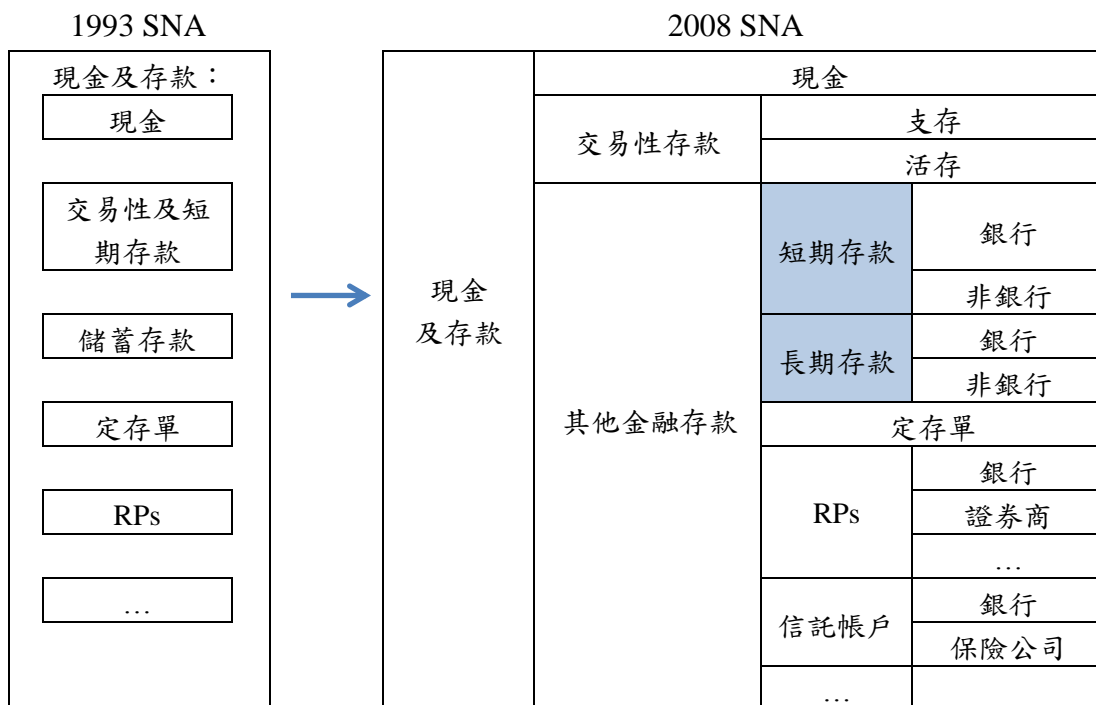 1993 SNA
2008 SNA
現金及存款：
現金
交易性及短
期存款
儲蓄存款
定存單
RPs
…
現金
及存款
現金
交易性存款
支存
活存
其他金融存款
短期存款
銀行
非銀行
長期存款
銀行
非銀行
定存單
RPs
銀行
證券商
…
信託帳戶
銀行
保險公司
…